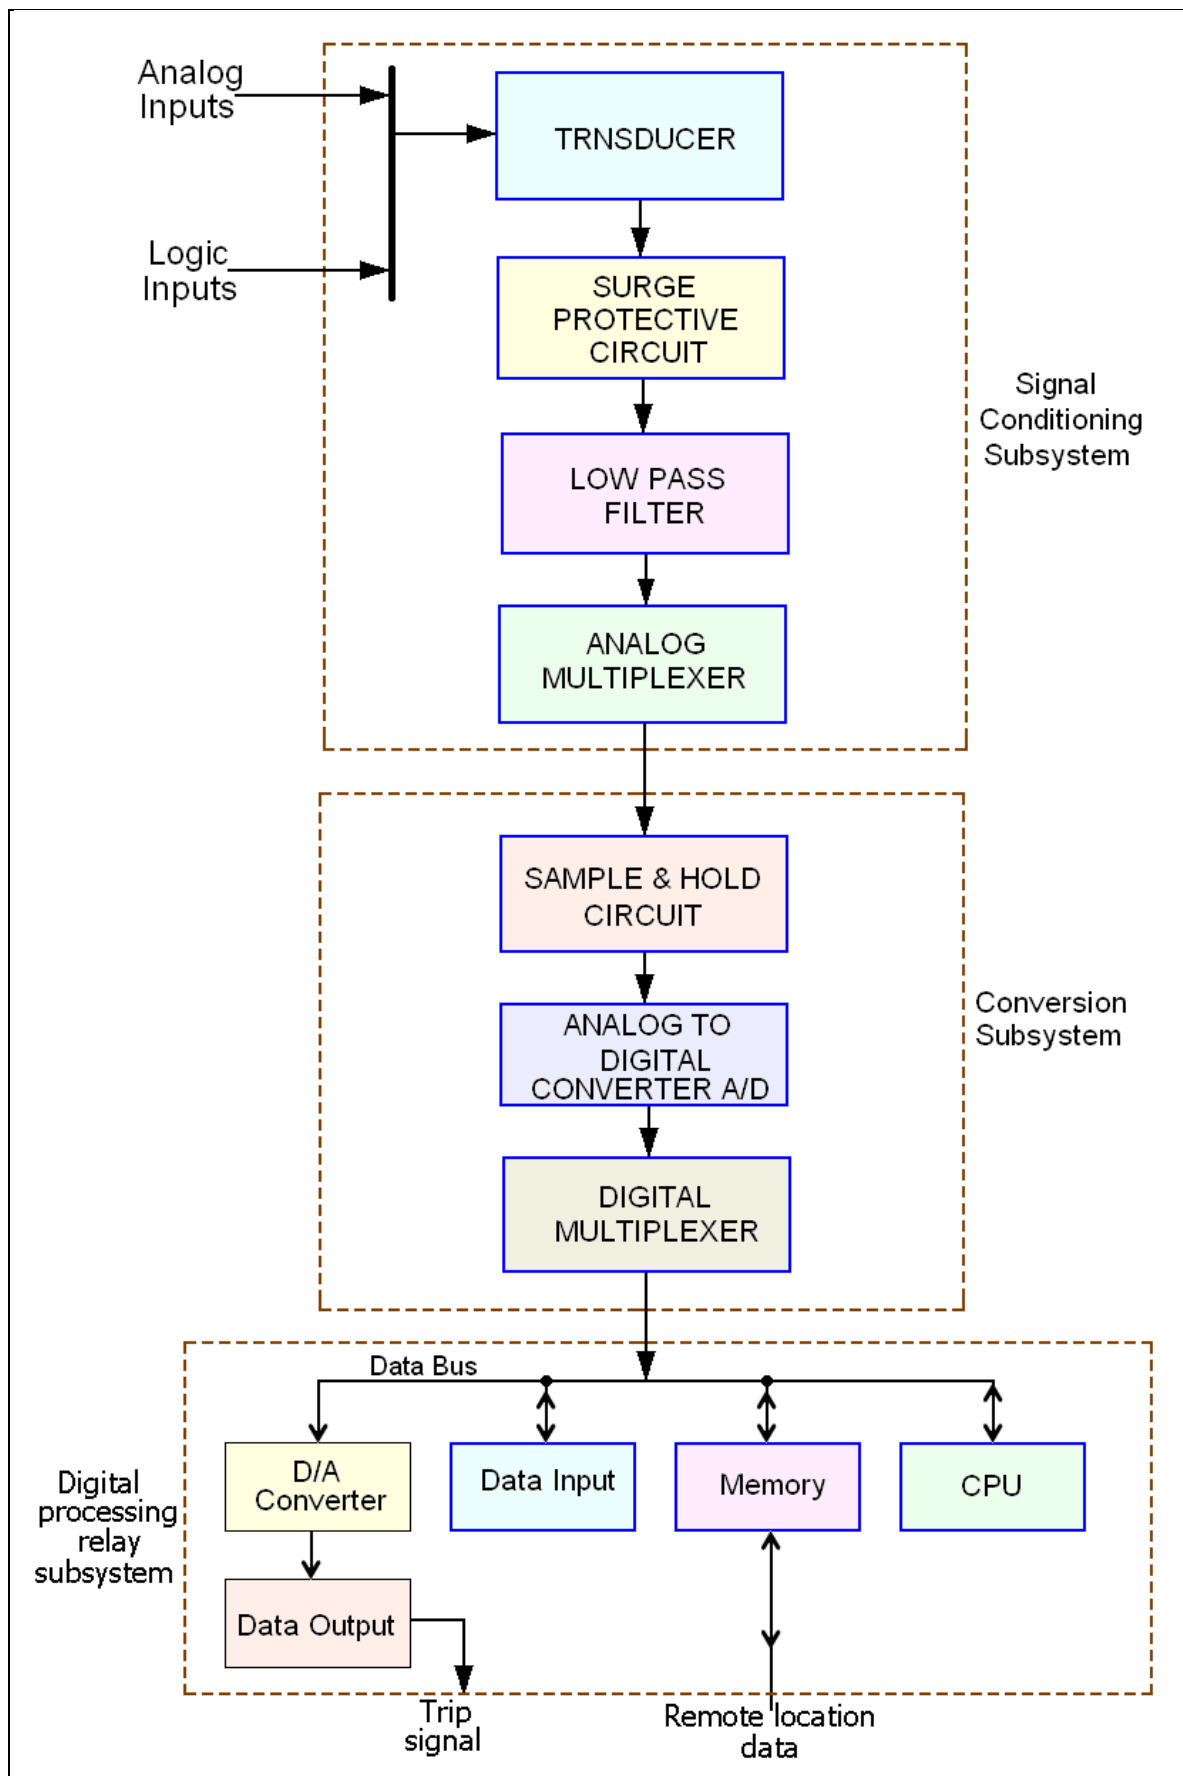 Analog
Inputs
TRNSDUCER
Logic
Inputs
SURGE
PROTECTIVE
CIRCUIT
Signal
Conditioning
Subsystem
LOW PASS
FILTER
ANALOG
MULTIPLEXER
SAMPLE & HOLD
CIRCUIT
Conversion
Subsystem
ANALOG TO
DIGITAL
CONVERTER A/D
DIGITAL
MULTIPLEXER
Data Bus
D/A
Converter
Data Input
Memory
CPU
Digital
processing
relay
subsystem
Data Output
Trip
signal
Remote location
data